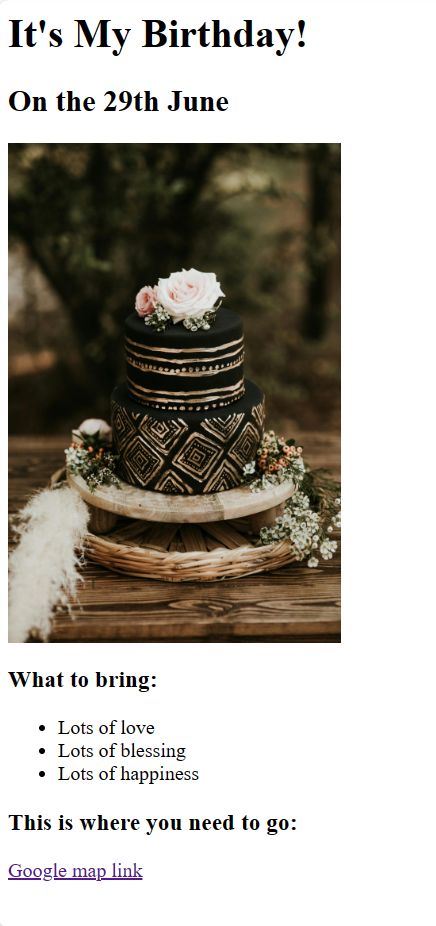 It's My Birthday!
On the 29th June
What to bring:
Lots of love
Lots of blessing
Lots of happiness
This is where you need to go:
Google map link